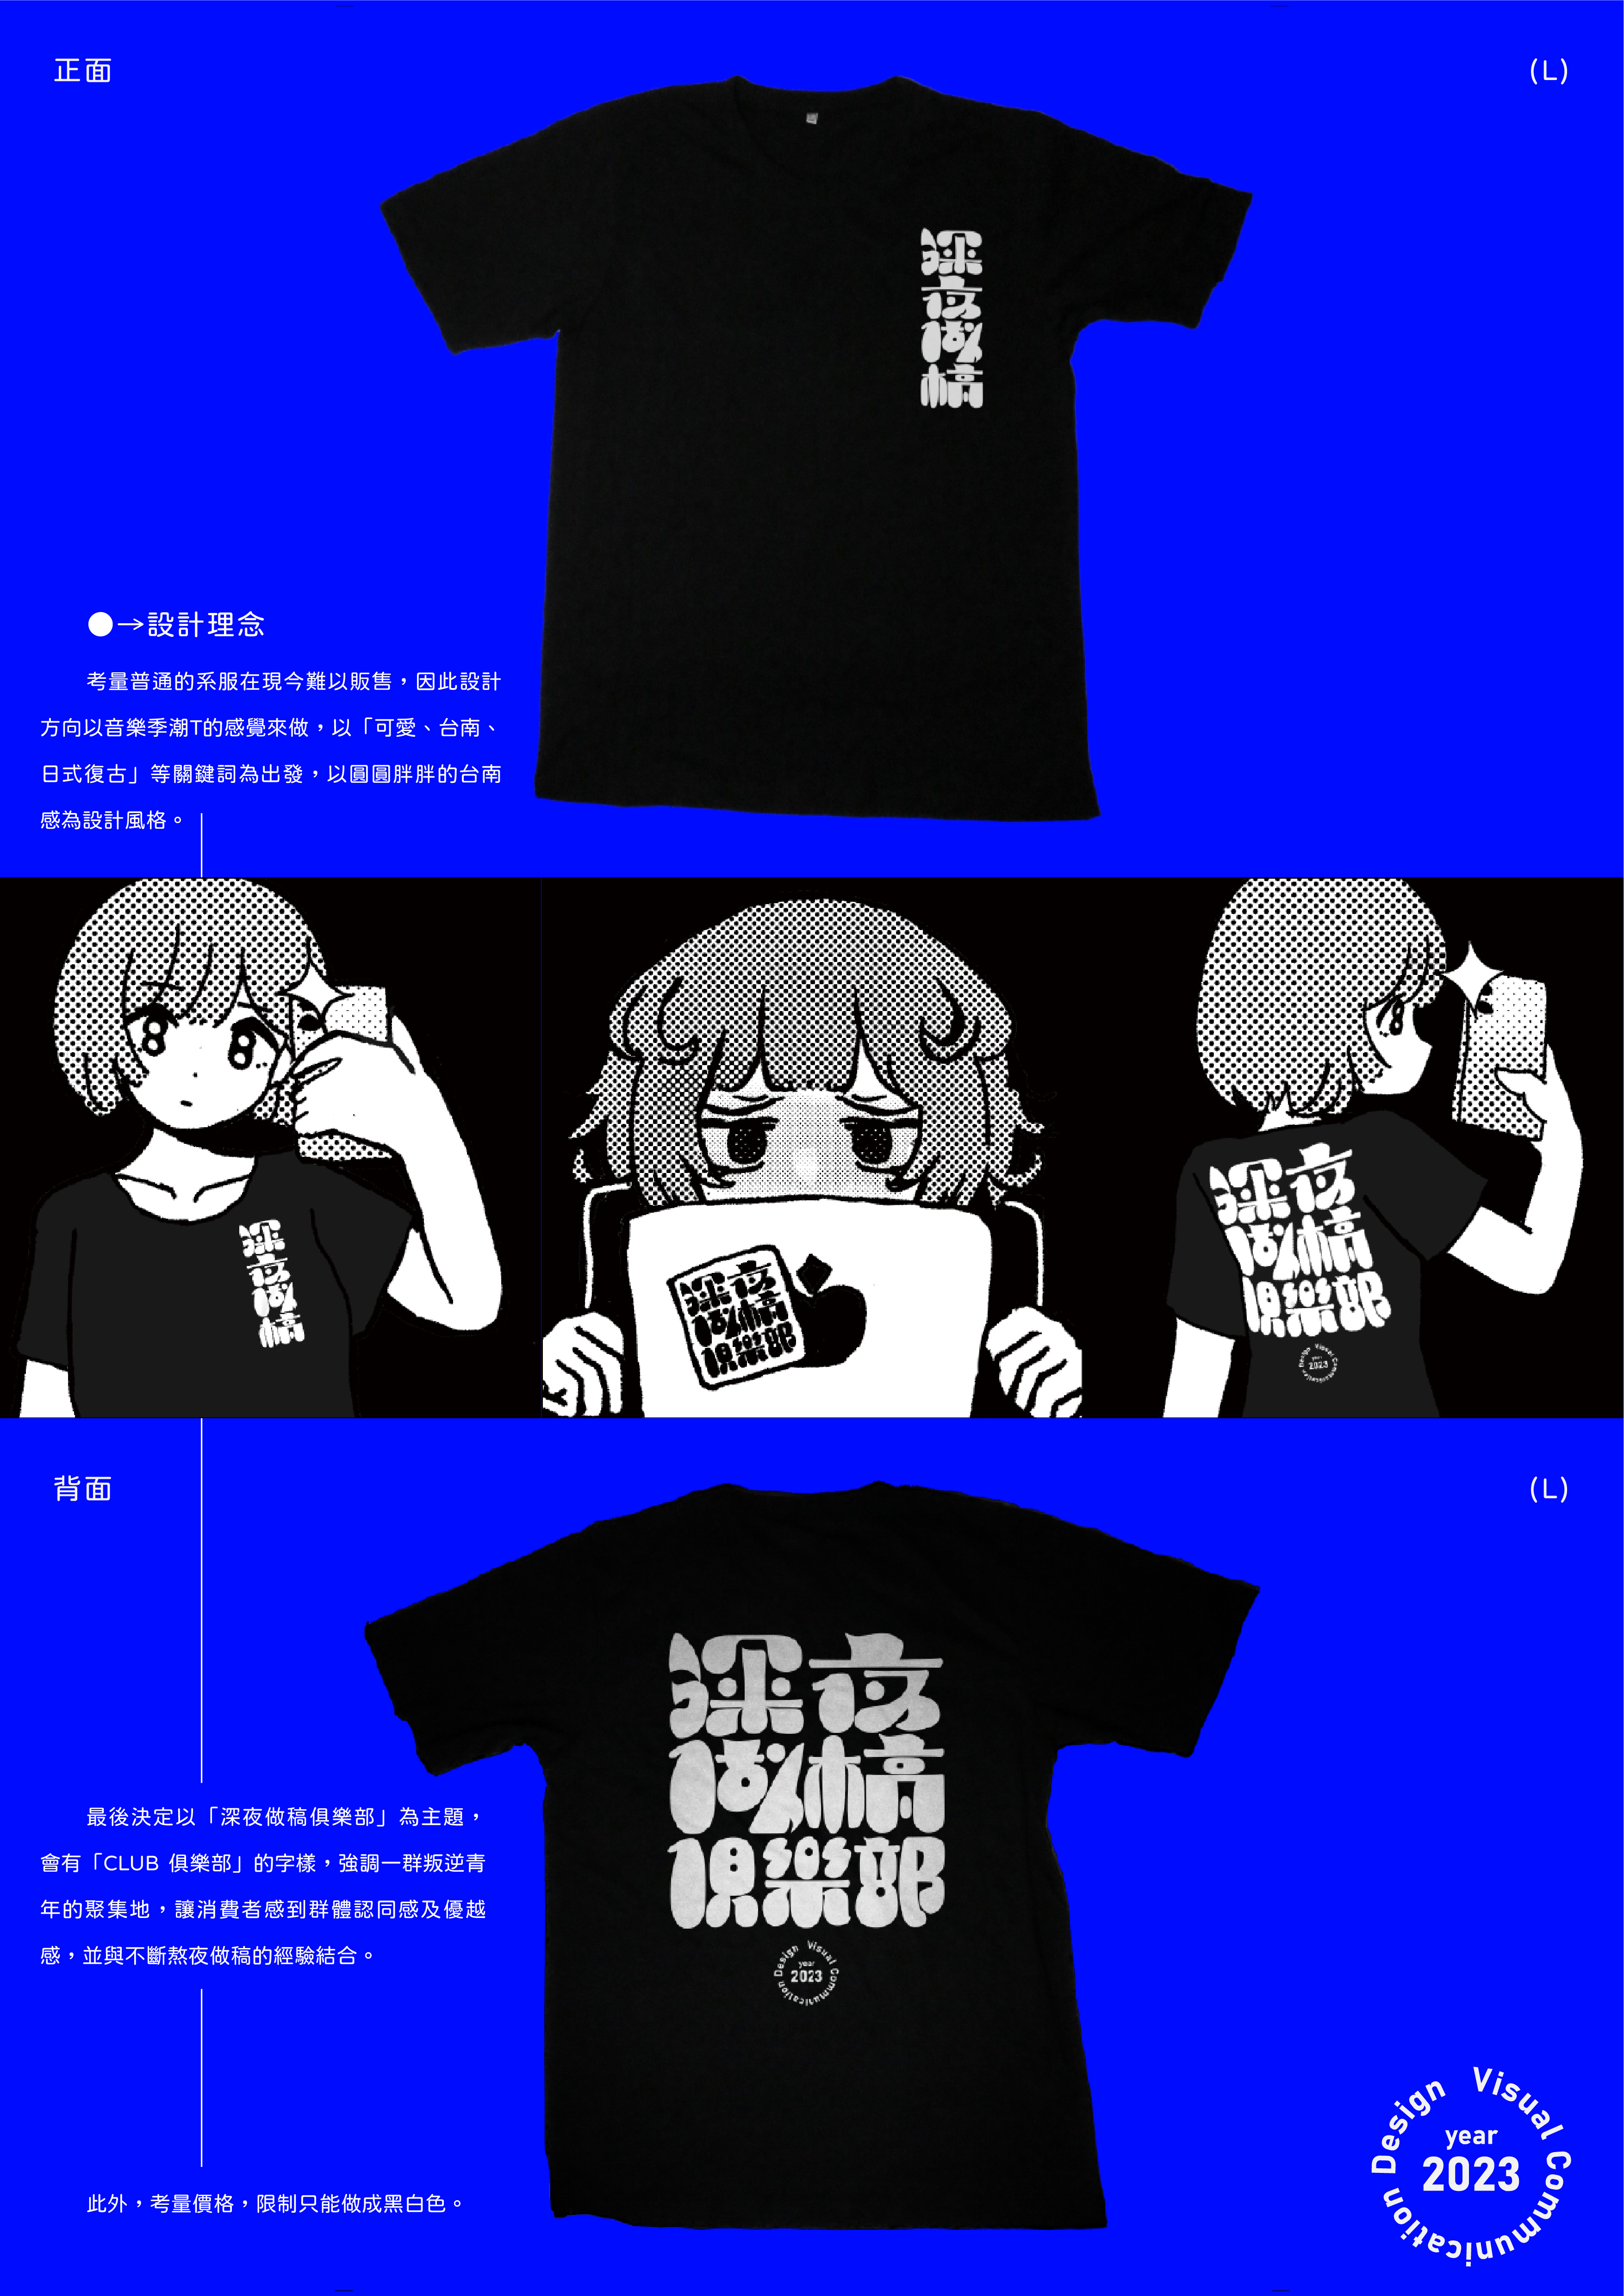 正面
(L)
深夜做稿
●→設計理念
考量普通的系服在現今難以販售，因此設計
方向以音樂季潮T的感覺來做，以「可愛、台南、
日式復古」等關鍵詞為出發，以圓圓胖胖的台南
感為設計風格。
深夜做稿
深夜
做稿
俱樂部
深夜
做稿
俱樂部
Design Visual Communication
year
2023
背面
(L)
深夜
做稿
俱樂部
Design Visual Communication
year
2023
最後決定以「深夜做稿俱樂部」為主題，
會有「CLUB 俱樂部」的字樣，強調一群叛逆青
年的聚集地，讓消費者感到群體認同感及優越
感，並與不斷熬夜做稿的經驗結合。
此外，考量價格，限制只能做成黑白色。
Design Visual Communication
year
2023